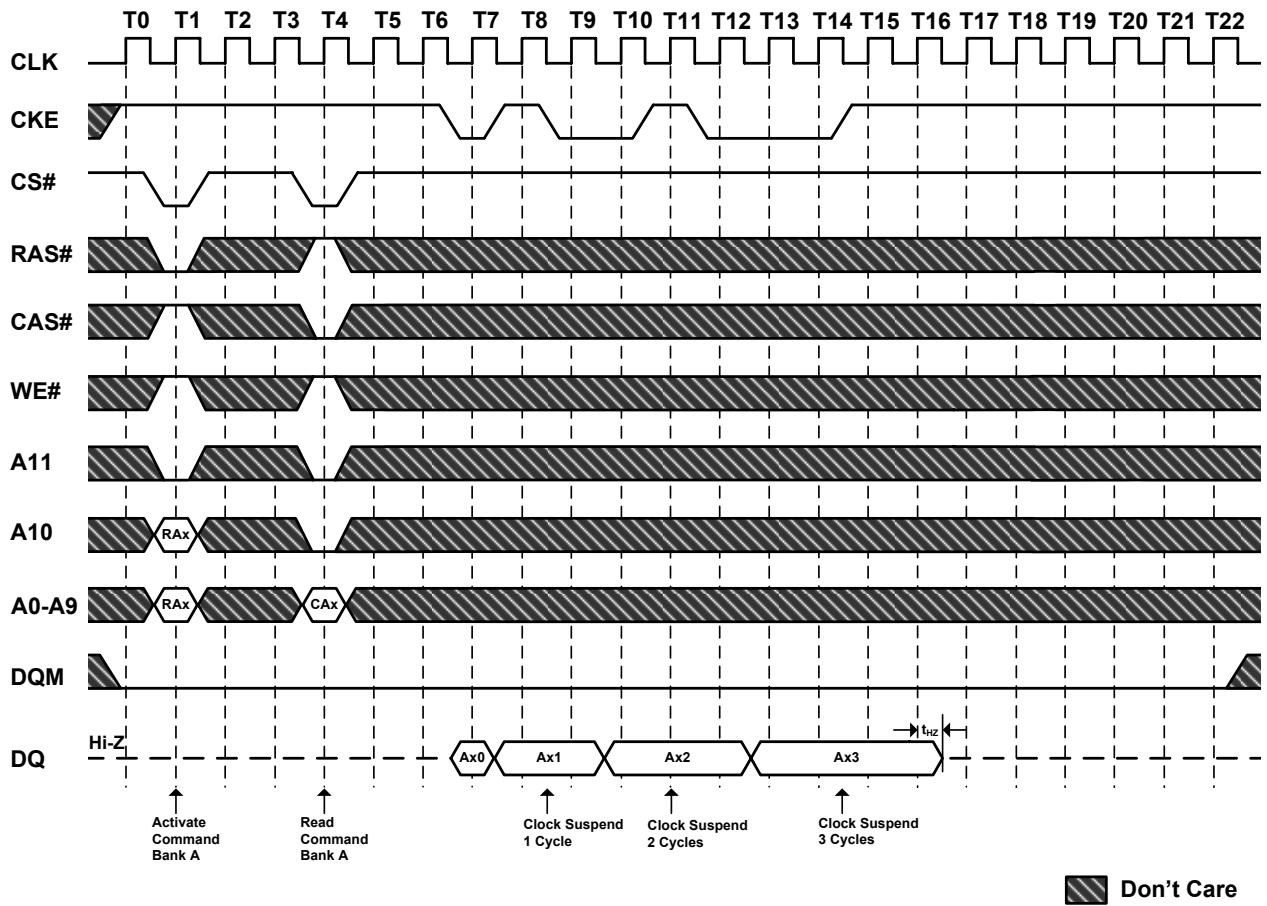 T0 T1 T2 T3 T4 T5 T6 T7 T8 T9 T10 T11 T12 T13 T14 T15 T16 T17 T18 T19 T20 T21 T22
CLK
CKE
CS#
RAS#
CAS#
WE#
A11
A10 RAx
A0-A9 RAx CAx
DQM
tHZ
Hi-Z
DQ Ax0 Ax1 Ax2 Ax3
Activate
Command
Bank A
Read
Command
Bank A
Clock Suspend
1 Cycle
Clock Suspend
2 Cycles
Clock Suspend
3 Cycles
Don't Care